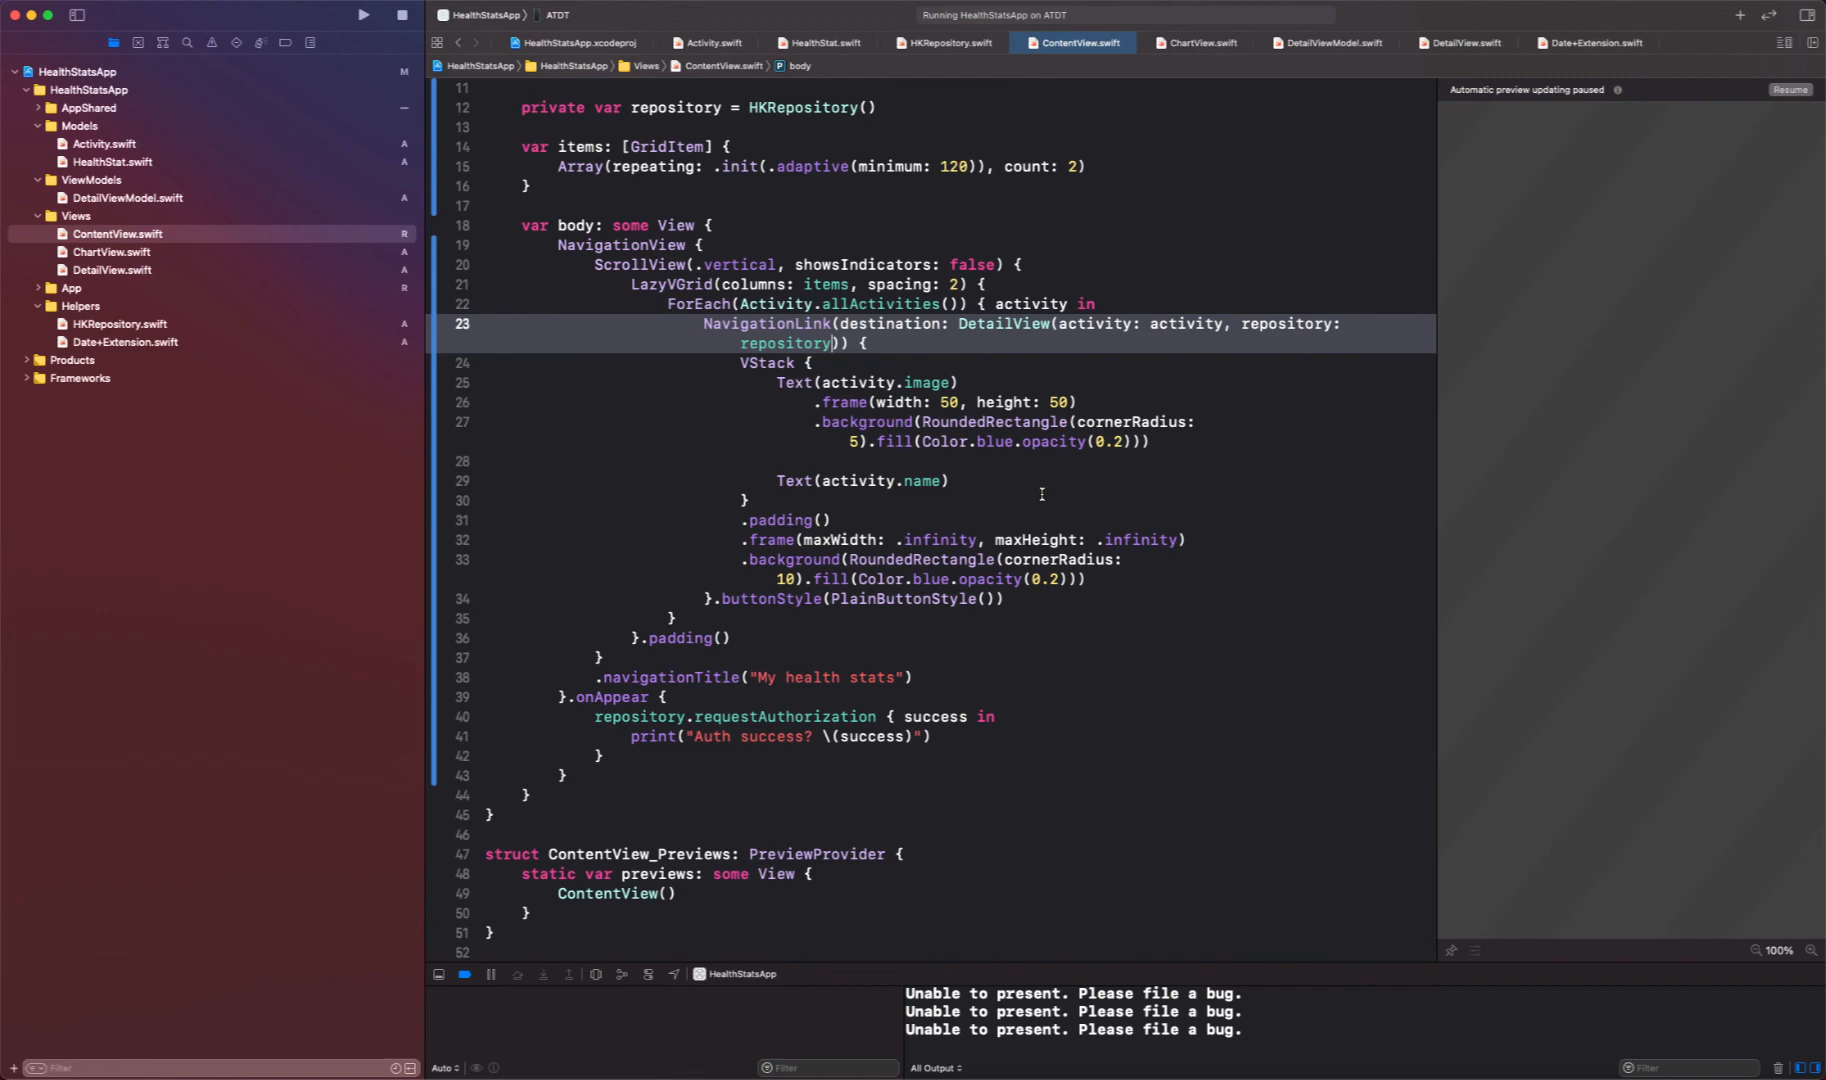 HealthStatsApp ⟩ ATDT
Running HealthStatsApp on ATDT
HealthStatsApp.xcodeproj Activity.swift HealthStat.swift HKRepository.swift ContentView.swift ChartView.swift DetailViewModel.swift DetailView.swift Date+Extension.swift
HealthStatsApp ⟩ HealthStatsApp ⟩ Views ⟩ ContentView.swift ⟩ P body
HealthStatsApp M
HealthStatsApp
AppShared
Models
Activity.swift A
HealthStat.swift A
ViewModels
DetailViewModel.swift A
Views
ContentView.swift R
ChartView.swift A
DetailView.swift A
App R
Helpers
HKRepository.swift A
Date+Extension.swift A
Products
Frameworks
Filter
11
12 private var repository = HKRepository()
13
14 var items: [GridItem] {
15 Array(repeating: .init(.adaptive(minimum: 120)), count: 2)
16 }
17
18 var body: some View {
19 NavigationView {
20 ScrollView(.vertical, showsIndicators: false) {
21 LazyVGrid(columns: items, spacing: 2) {
22 ForEach(Activity.allActivities()) { activity in
23 NavigationLink(destination: DetailView(activity: activity, repository:
repository)) {
24 VStack {
25 Text(activity.image)
26 .frame(width: 50, height: 50)
27 .background(RoundedRectangle(cornerRadius:
5).fill(Color.blue.opacity(0.2)))
28
29 Text(activity.name)
30 }
31 .padding()
32 .frame(maxWidth: .infinity, maxHeight: .infinity)
33 .background(RoundedRectangle(cornerRadius:
10).fill(Color.blue.opacity(0.2)))
34 }.buttonStyle(PlainButtonStyle())
35 }
36 }.padding()
37 }
38 .navigationTitle("My health stats")
39 }.onAppear {
40 repository.requestAuthorization { success in
41 print("Auth success? \(success)")
42 }
43 }
44 }
45 }
46
47 struct ContentView_Previews: PreviewProvider {
48 static var previews: some View {
49 ContentView()
50 }
51 }
52
Automatic preview updating paused Resume
100%
HealthStatsApp
Unable to present. Please file a bug.
Unable to present. Please file a bug.
Unable to present. Please file a bug.
Auto Filter All Output Filter